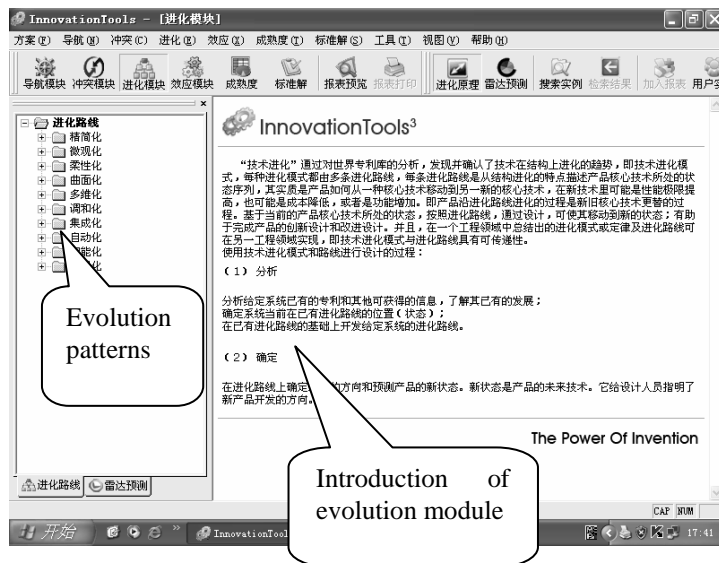 InnovationTools - [进化模块]
方案(F) 导航(N) 冲突(C) 进化(E) 效应(X) 成熟度(T) 标准解(S) 工具(T) 视图(V) 帮助(H)
导航模块 冲突模块 进化模块 效应模块 成熟度 标准解 报表预览 报表打印 进化原理 雷达预测 搜索实例 检索结果 加入报表
进化路线
精简化
微观化
柔性化
曲面化
多维化
调和化
集成化
自动化
Evolution
patterns
InnovationTools³
“技术进化”通过对世界专利库的分析，发现并确认了技术在结构上进化的趋势，即技术进化模
式，每种进化模式都由多条进化路线，每条进化路线是从结构进化的特点描述产品核心技术所处的状
态序列，其实质是产品如何从一种核心技术移动到另一新的核心技术，在新技术里可能是性能极限提
高，也可能是成本降低，或者是功能增加。即产品沿进化路线进化的过程是新旧核心技术更替的过
程。基于当前的产品核心技术所处的状态，按照进化路线，通过设计，可使其移动到新的状态；有助
于完成产品的创新设计和改进设计。并且，在一个工程领域中总结出的进化模式或定律及进化路线可
在另一工程领域实现，即技术进化模式与进化路线具有可传递性。
使用技术进化模式和路线进行设计的过程：
(1) 分析
分析给定系统已有的专利和其他可获得的信息，了解其已有的发展；
确定系统当前在已有进化路线的位置(状态)；
在已有进化路线的基础上开发给定系统的进化路线。
(2) 确定
在进化路线上确定 的方向和预测产品的新状态。新状态是产品的未来技术。它给设计人员指明了
新产品开发的方向。
The Power Of Invention
Introduction of
evolution module
进化路线 雷达预测
CAP NUM
开始 InnovationTool 17:41